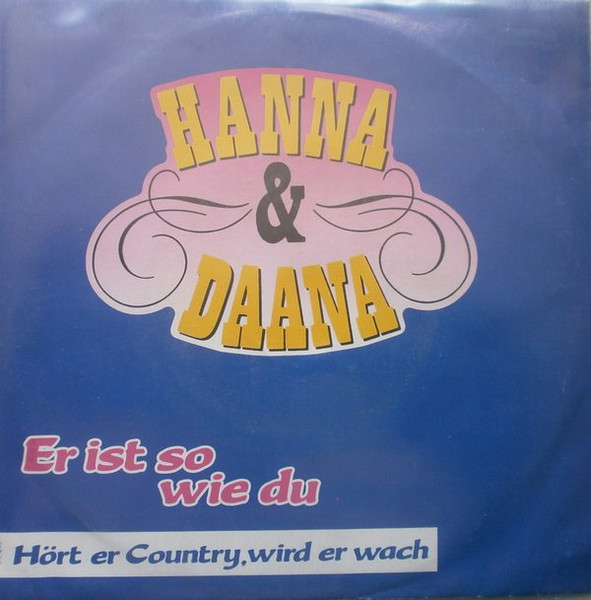 HANNA
&
DAANA
Er ist so
wie du
Hört er Country, wird er wach